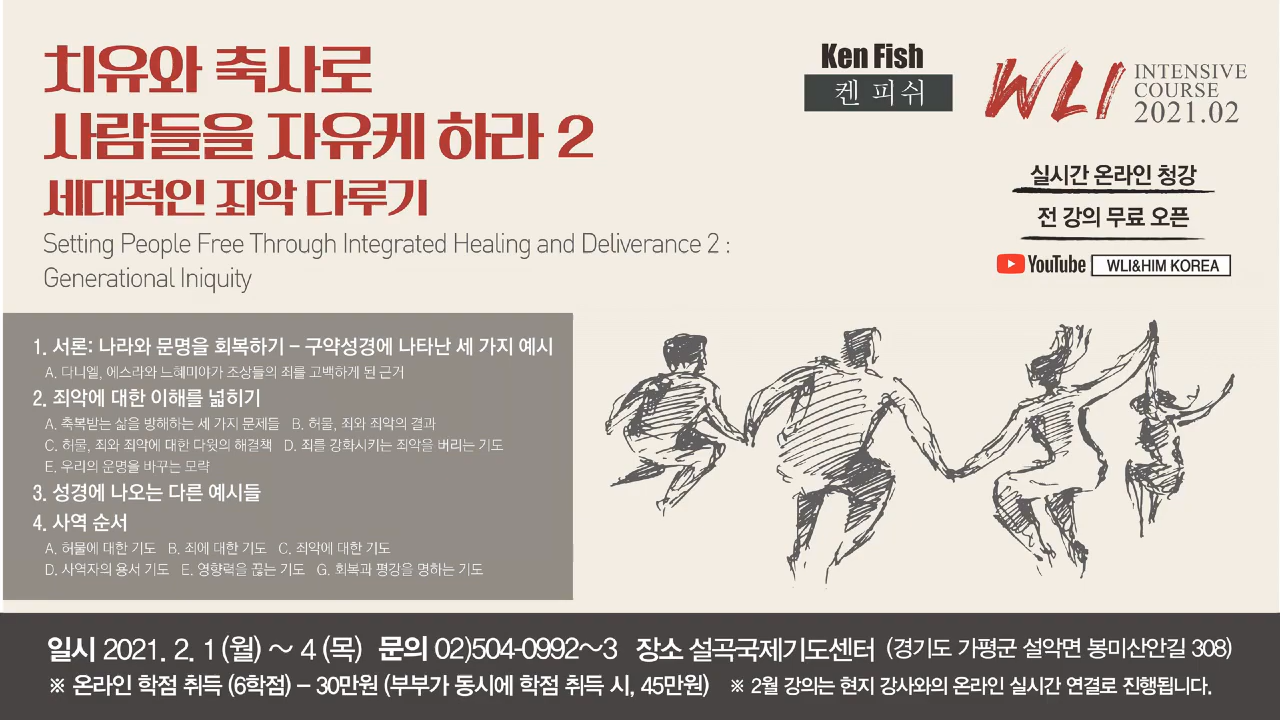 치유와 축사로
사람들을 자유케 하라 2
세대적인 죄악 다루기
Setting People Free Through Integrated Healing and Deliverance 2 :
Generational Iniquity
Ken Fish
켄 피쉬
WLI
INTENSIVE
COURSE
2021.02
실시간 온라인 청강
전 강의 무료 오픈
YouTube WLI&HIM KOREA
1. 서론: 나라와 문명을 회복하기 – 구약성경에 나타난 세 가지 예시
A. 다니엘, 에스라와 느헤미야가 조상들의 죄를 고백하게 된 근거
2. 죄악에 대한 이해를 넓히기
A. 축복받는 삶을 방해하는 세 가지 문제들 B. 허물, 죄와 죄악의 결과
C. 허물, 죄와 죄악에 대한 다윗의 해결책 D. 죄를 강화시키는 죄악을 버리는 기도
E. 우리의 운명을 바꾸는 모략
3. 성경에 나오는 다른 예시들
4. 사역 순서
A. 허물에 대한 기도 B. 죄에 대한 기도 C. 죄악에 대한 기도
D. 사역자의 용서 기도 E. 영향력을 끊는 기도 G. 회복과 평강을 명하는 기도
일시 2021. 2. 1 (월) ~ 4 (목) 문의 02)504-0992~3 장소 설곡국제기도센터 (경기도 가평군 설악면 봉미산안길 308)
※ 온라인 학점 취득 (6학점) – 30만원 (부부가 동시에 학점 취득 시, 45만원) ※ 2월 강의는 현지 강사와의 온라인 실시간 연결로 진행됩니다.